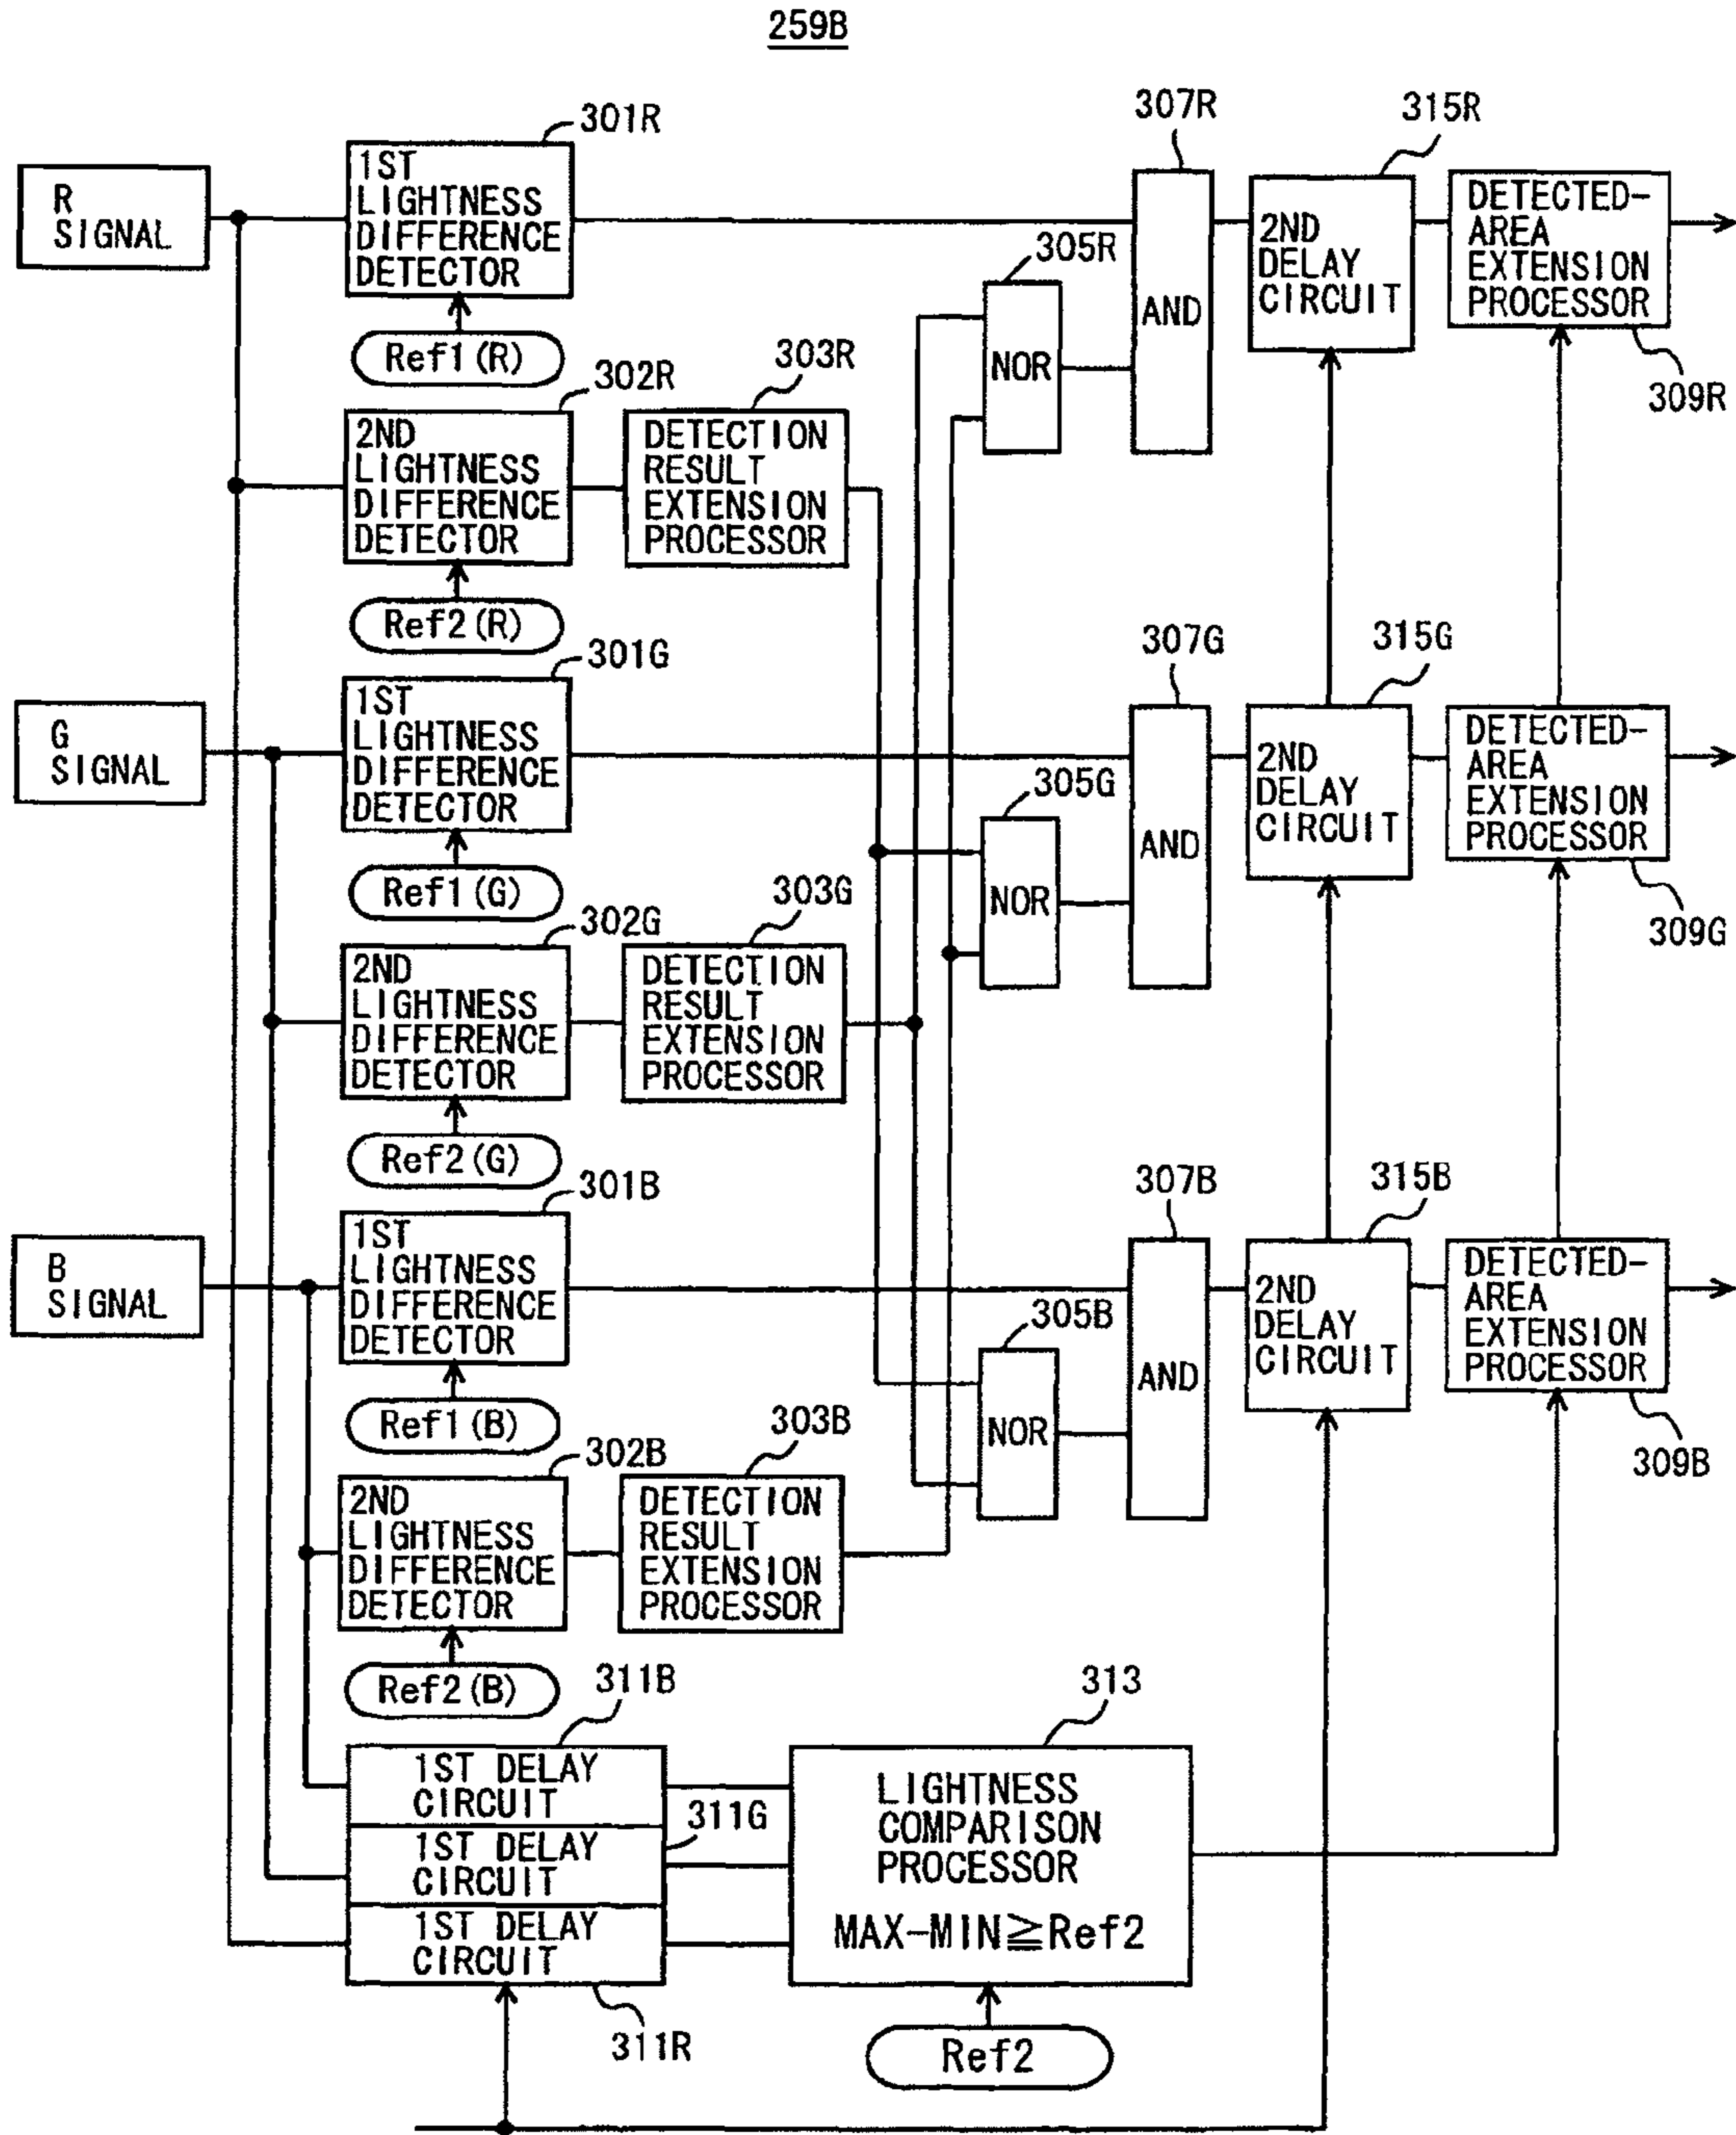 259B
301R
307R
315R
R
SIGNAL
1ST
LIGHTNESS
DIFFERENCE
DETECTOR
AND
2ND
DELAY
CIRCUIT
DETECTED-
AREA
EXTENSION
PROCESSOR
305R
NOR
Ref1(R)
302R
303R
309R
2ND
LIGHTNESS
DIFFERENCE
DETECTOR
DETECTION
RESULT
EXTENSION
PROCESSOR
Ref2(R)
301G
307G
315G
G
SIGNAL
1ST
LIGHTNESS
DIFFERENCE
DETECTOR
AND
2ND
DELAY
CIRCUIT
DETECTED-
AREA
EXTENSION
PROCESSOR
305G
NOR
Ref1(G)
302G
303G
309G
2ND
LIGHTNESS
DIFFERENCE
DETECTOR
DETECTION
RESULT
EXTENSION
PROCESSOR
Ref2(G)
301B
307B
315B
B
SIGNAL
1ST
LIGHTNESS
DIFFERENCE
DETECTOR
AND
2ND
DELAY
CIRCUIT
DETECTED-
AREA
EXTENSION
PROCESSOR
305B
NOR
Ref1(B)
302B
303B
309B
2ND
LIGHTNESS
DIFFERENCE
DETECTOR
DETECTION
RESULT
EXTENSION
PROCESSOR
Ref2(B)
311B
313
1ST DELAY
CIRCUIT
311G
1ST DELAY
CIRCUIT
1ST DELAY
CIRCUIT
LIGHTNESS
COMPARISON
PROCESSOR
MAX-MIN≧Ref2
311R
Ref2